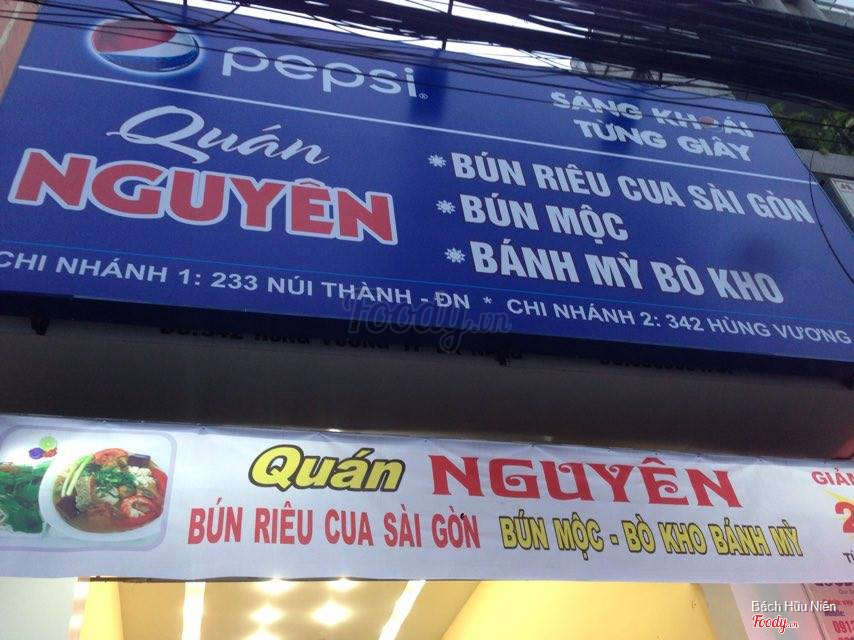 pepsi
SẢNG KHOÁI
TỪNG GIÂY
Quán
NGUYÊN
* BÚN RIÊU CUA SÀI GÒN
* BÚN MỘC
* BÁNH MỲ BÒ KHO
CHI NHÁNH 1: 233 NÚI THÀNH - ĐN * CHI NHÁNH 2: 342 HÙNG VƯƠNG
Foody.vn
Quán NGUYÊN
BÚN RIÊU CUA SÀI GÒN BÚN MỘC - BÒ KHO BÁNH MỲ
GIẢM
2
Bách Hữu Niên
Foody.vn